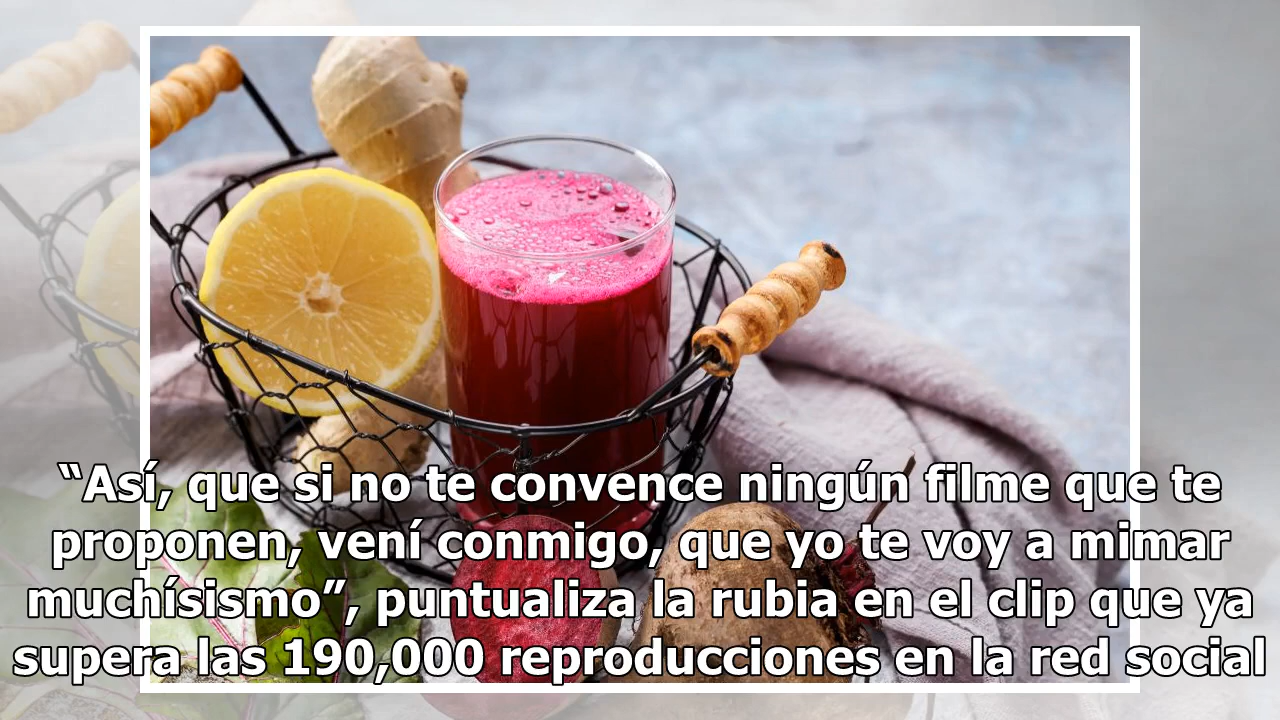 “Así, que si no te convence ningún filme que te
proponen, vení conmigo, que yo te voy a mimar
muchísismo”, puntualiza la rubia en el clip que ya
supera las 190,000 reproducciones en la red social